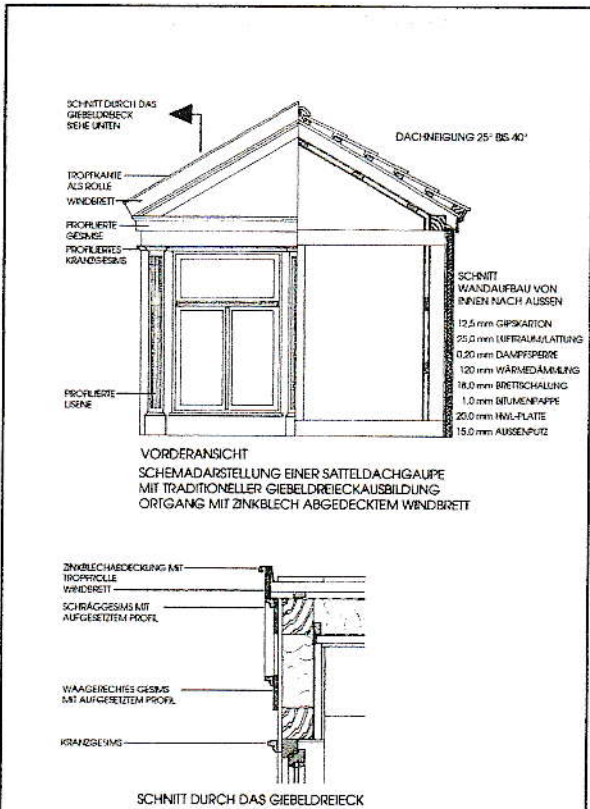 SCHNITT DURCH DAS
GIEBELDREIECK
SIEHE UNTEN
DACHNEIGUNG 25° BIS 40°
TROPFKANTE
ALS ROLLE
WINDBRETT
PROFILIERTE
GESIMSE
PROFILIERTES
KRANZGESIMS
PROFILIERTE
LISENE
SCHNITT
WANDAUFBAU VON
INNEN NACH AUSSEN
12,5 mm GIPSKARTON
25,0 mm LUFTRAUM/LATTUNG
0,20 mm DAMPFSPERRE
120 mm WÄRMEDÄMMUNG
18,0 mm BRETTSCHALUNG
1,0 mm BITUMENPAPPE
20,0 mm HWL-PLATTE
15,0 mm AUSSENPUTZ
VORDERANSICHT
SCHEMADARSTELLUNG EINER SATTELDACHGAUPE
MIT TRADITIONELLER GIEBELDREIECKAUSBILDUNG
ORTGANG MIT ZINKBLECH ABGEDECKTEM WINDBRETT
ZINKBLECHABDECKUNG MIT
TROPFROLLE
WINDBRETT
SCHRÄGGESIMS MIT
AUFGESETZTEM PROFIL
WAAGERECHTES GESIMS
MIT AUFGESETZTEM PROFIL
KRANZGESIMS
SCHNITT DURCH DAS GIEBELDREIECK